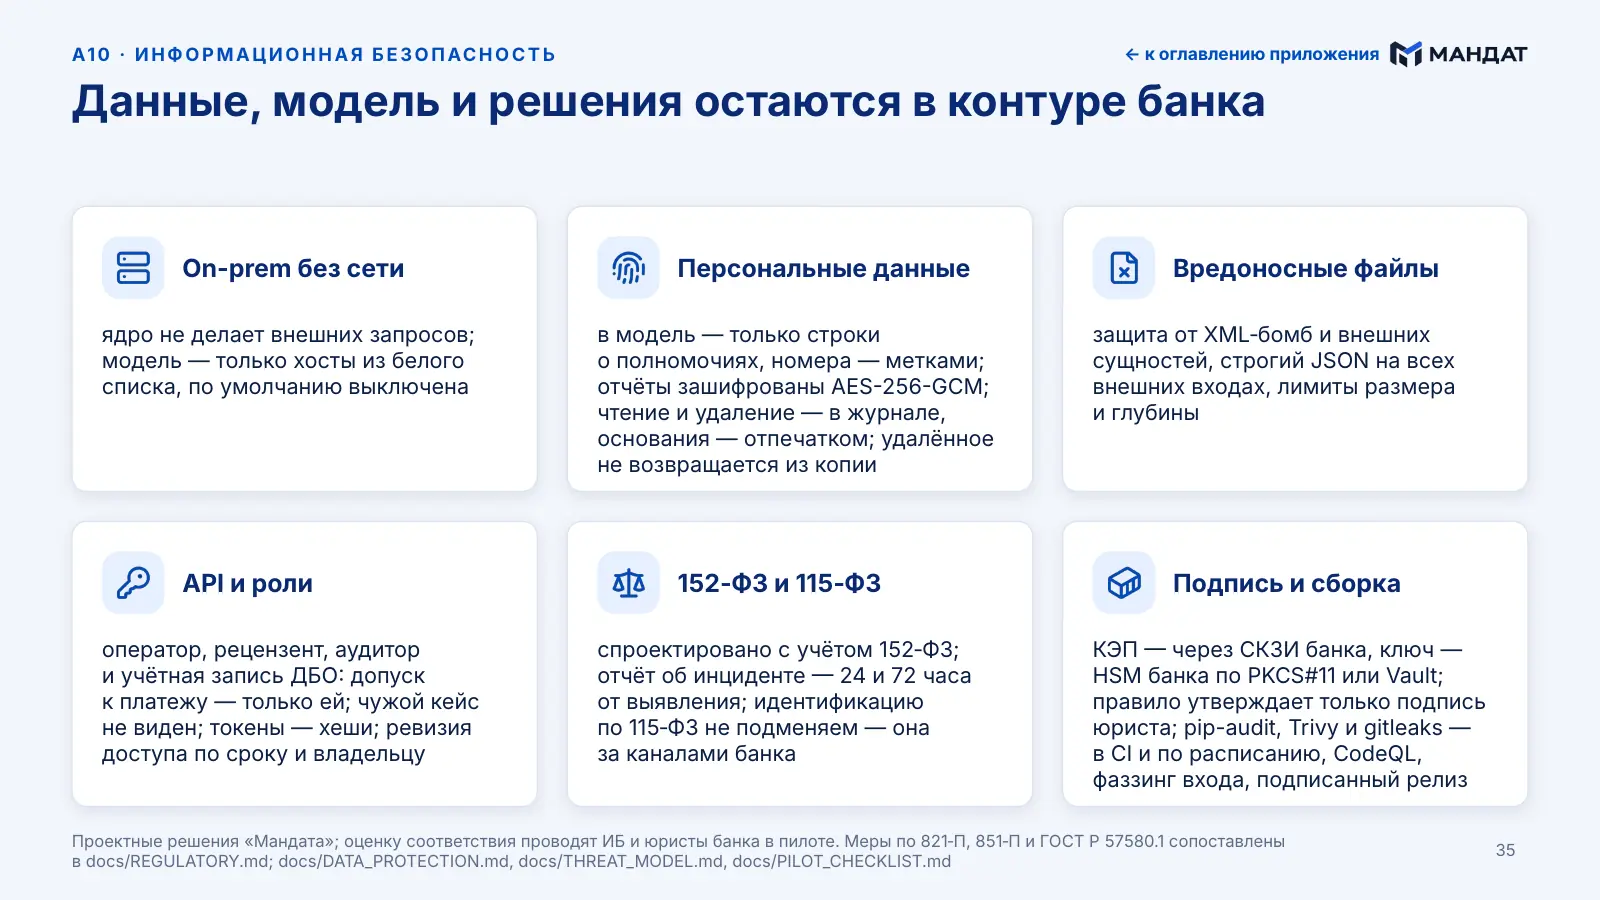 А10 · ИНФОРМАЦИОННАЯ БЕЗОПАСНОСТЬ
← к оглавлению приложения
МАНДАТ
Данные, модель и решения остаются в контуре банка
On-prem без сети
ядро не делает внешних запросов;
модель — только хосты из белого
списка, по умолчанию выключена
Персональные данные
в модель — только строки
о полномочиях, номера — метками;
отчёты зашифрованы AES-256-GCM;
чтение и удаление — в журнале,
основания — отпечатком; удалённое
не возвращается из копии
Вредоносные файлы
защита от XML-бомб и внешних
сущностей, строгий JSON на всех
внешних входах, лимиты размера
и глубины
API и роли
оператор, рецензент, аудитор
и учётная запись ДБО: допуск
к платежу — только ей; чужой кейс
не виден; токены — хеши; ревизия
доступа по сроку и владельцу
152-ФЗ и 115-ФЗ
спроектировано с учётом 152-ФЗ;
отчёт об инциденте — 24 и 72 часа
от выявления; идентификацию
по 115-ФЗ не подменяем — она
за каналами банка
Подпись и сборка
КЭП — через СКЗИ банка, ключ —
HSM банка по PKCS#11 или Vault;
правило утверждает только подпись
юриста; pip-audit, Trivy и gitleaks —
в CI и по расписанию, CodeQL,
фаззинг входа, подписанный релиз
Проектные решения «Мандата»; оценку соответствия проводят ИБ и юристы банка в пилоте. Меры по 821-П, 851-П и ГОСТ Р 57580.1 сопоставлены
в docs/REGULATORY.md; docs/DATA_PROTECTION.md, docs/THREAT_MODEL.md, docs/PILOT_CHECKLIST.md
35